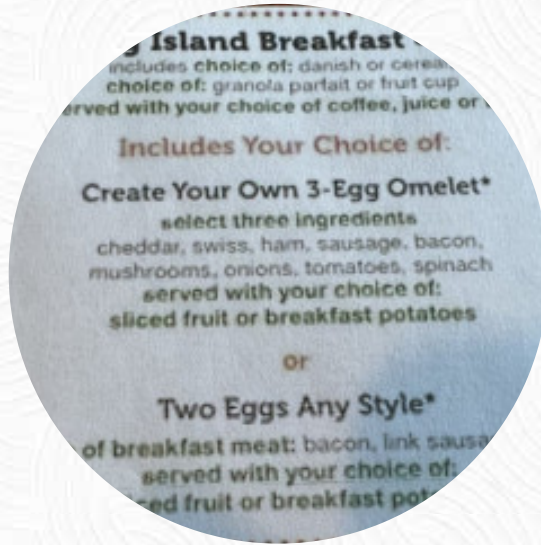 Island Breakfast
includes choice of: danish or
choice of: granola parfait or fruit cup
with your choice of coffee, juice or
Includes Your Choice of:
Create Your Own 3-Egg Omelet*
select three ingredients
cheddar, swiss, ham, sausage, bacon,
mushrooms, onions, tomatoes, spinach
served with your choice of:
sliced fruit or breakfast potatoes
or
Two Eggs Any Style*
of breakfast meat: bacon, link
served with your choice of:
fruit or breakfast